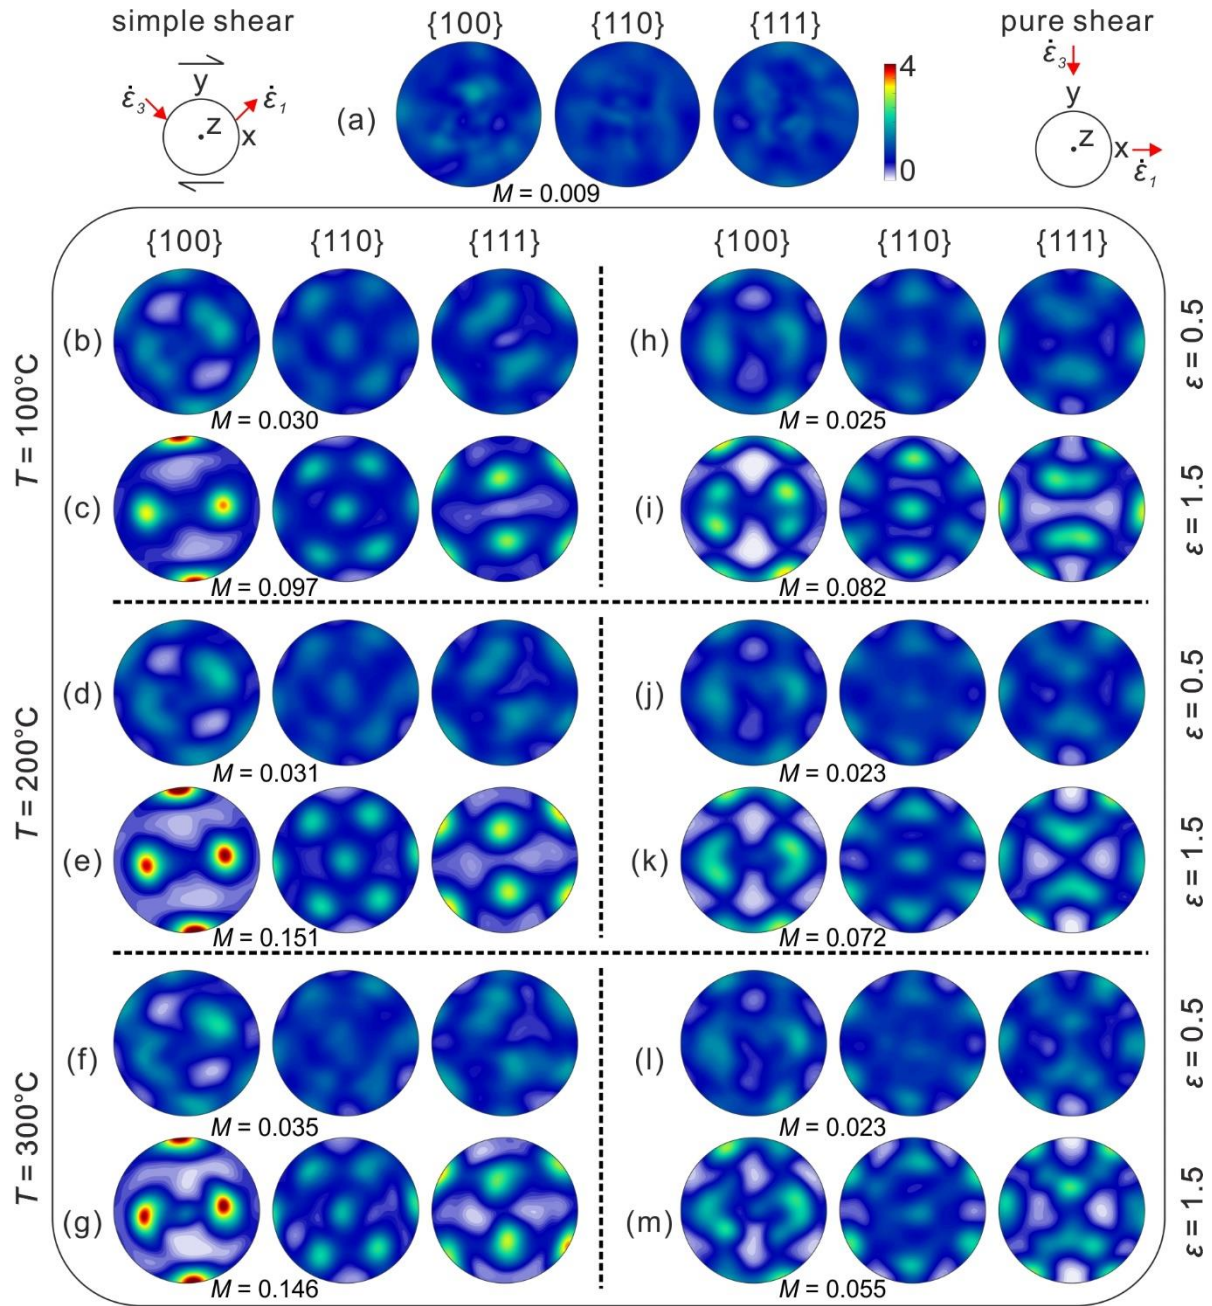 simple shear
{100} {110} {111}
pure shear
ε̇₃ y ε̇₁
z x
(a)
4
0
ε̇₃
y
z x
ε̇₁
M = 0.009
{100} {110} {111} {100} {110} {111}
T = 100°C
(b) (h) ε = 0.5
M = 0.030 M = 0.025
(c) (i) ε = 1.5
M = 0.097 M = 0.082
T = 200°C
(d) (j) ε = 0.5
M = 0.031 M = 0.023
(e) (k) ε = 1.5
M = 0.151 M = 0.072
T = 300°C
(f) (l) ε = 0.5
M = 0.035 M = 0.023
(g) (m) ε = 1.5
M = 0.146 M = 0.055